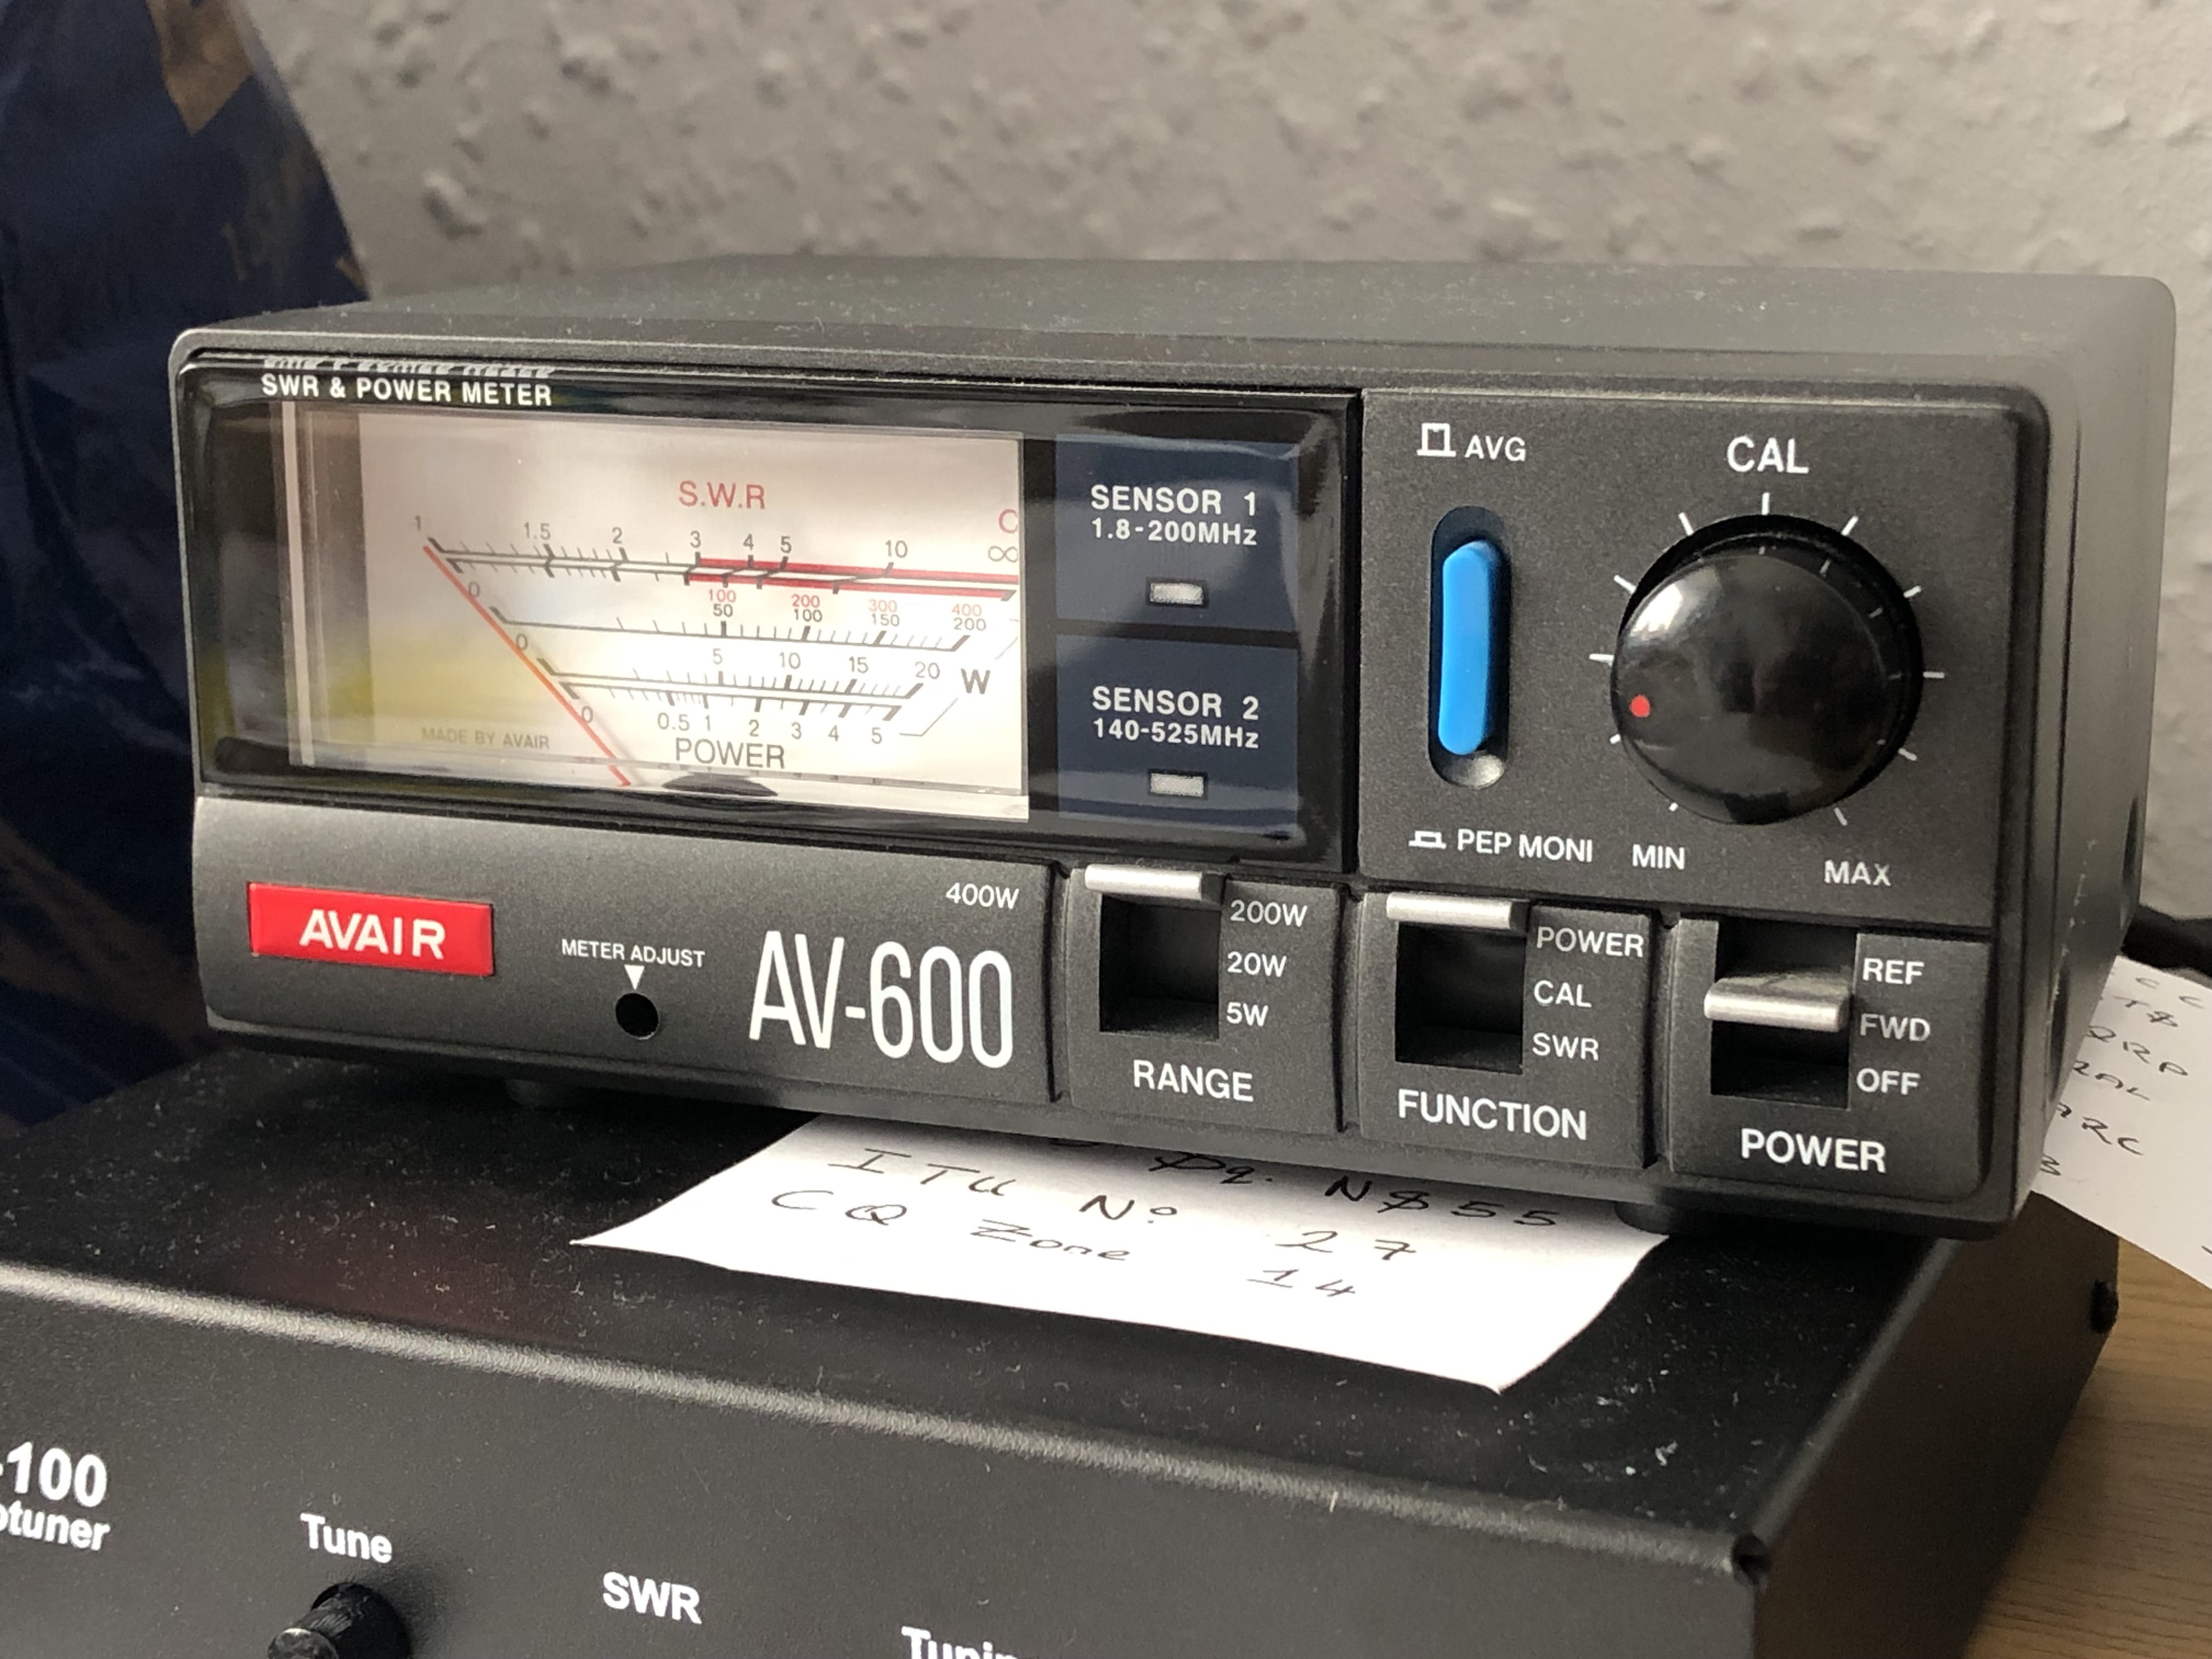 SWR & POWER METER
S.W.R
1 1.5 2 3 4 5 10 ∞
100 200 300 400
0 50 100 150 200
0 5 10 15 20 W
0 0.5 1 2 3 4 5
MADE BY AVAIR
POWER
SENSOR 1
1.8-200MHz
SENSOR 2
140-525MHz
AVG
PEP MONI
CAL
MIN MAX
AVAIR
METER ADJUST
AV-600
400W
200W
20W
5W
RANGE
POWER
CAL
SWR
FUNCTION
REF
FWD
OFF
POWER
N$55
ITU Nº 27
CQ Zone 14
-100
Tune
SWR